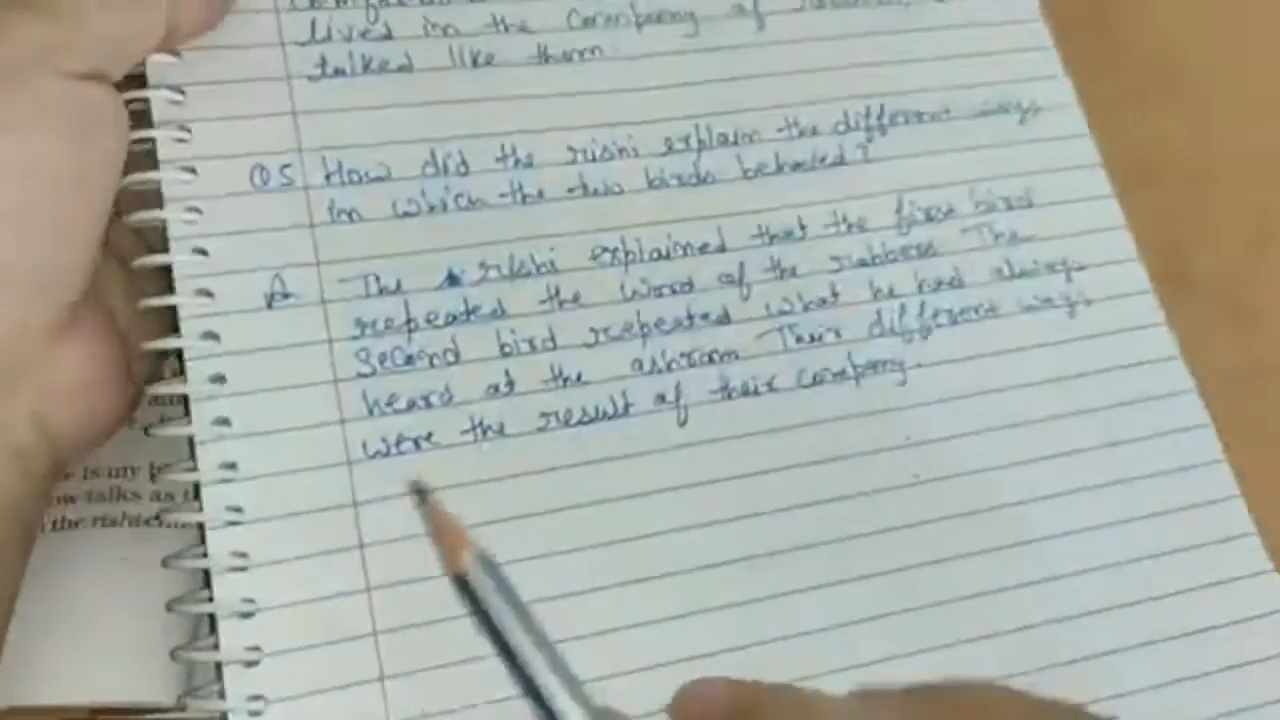 lived in the Company of
talked like them.
Q5 How did the rishi explain the different ways
in which the two birds behaved?
A The rishi explained that the first bird
repeated the word of the robbers The
Second bird repeated what he had always
heard at the ashram Their different ways
were the result of their company.
is my
talks as
the rishi